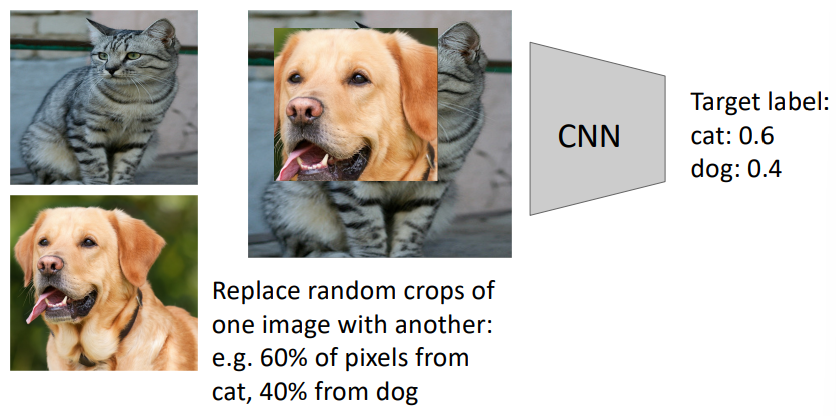 CNN
Target label:
cat: 0.6
dog: 0.4
Replace random crops of
one image with another:
e.g. 60% of pixels from
cat, 40% from dog